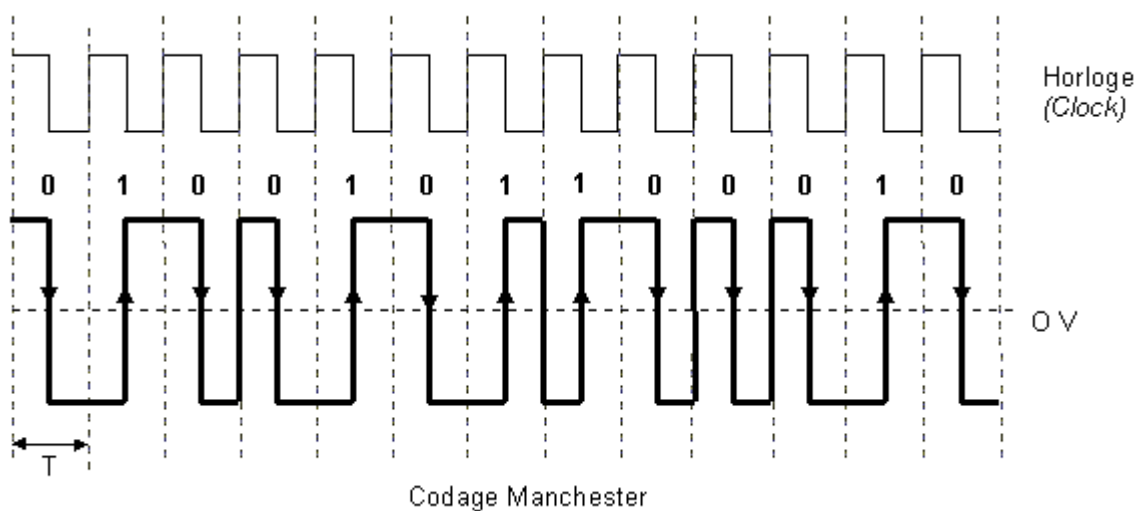 Horloge
(Clock)
0 1 0 0 1 0 1 1 0 0 0 1 0
0 V
T
Codage Manchester